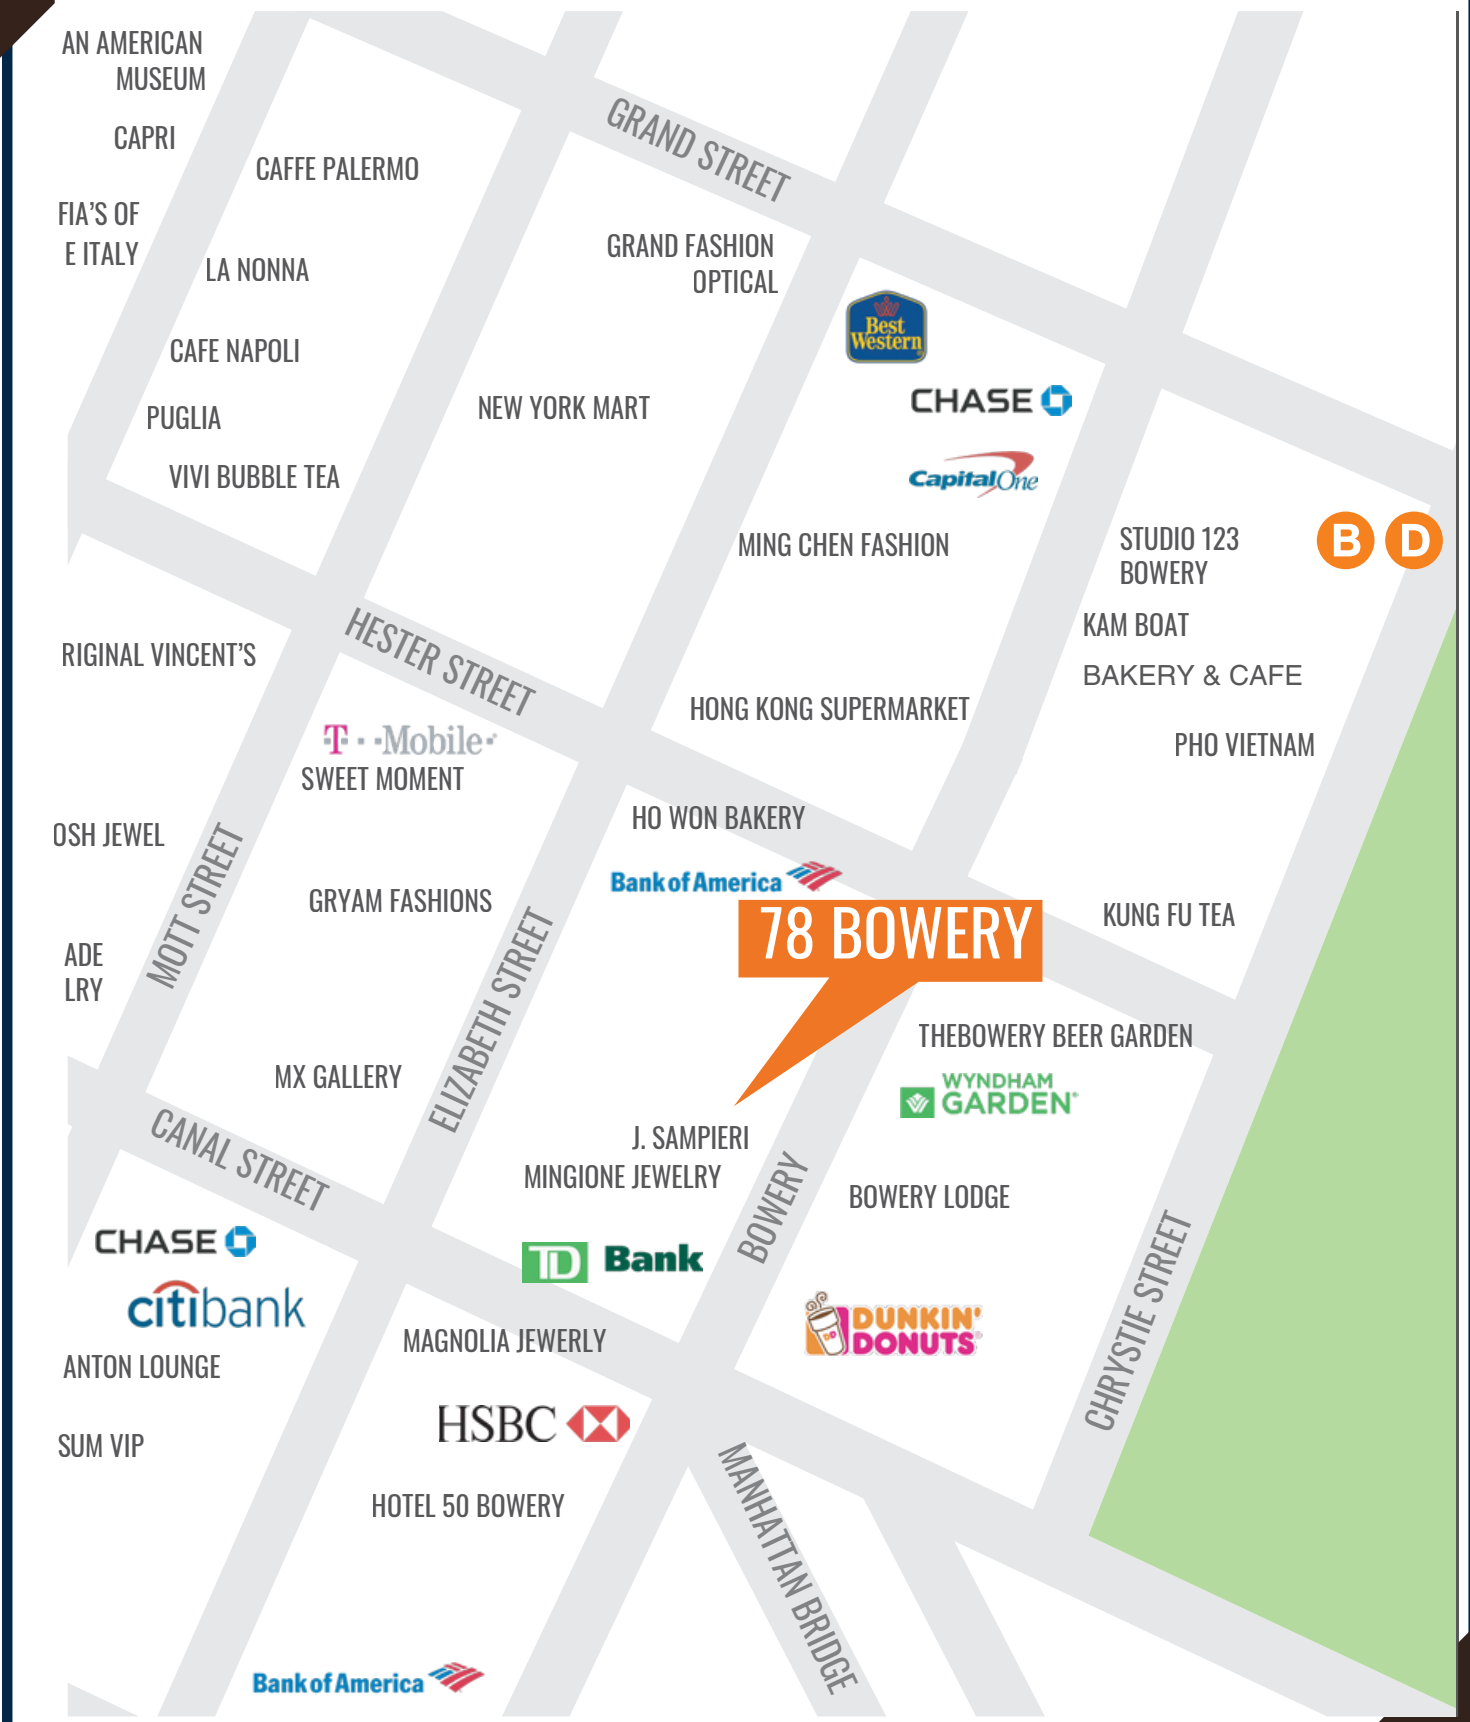 AN AMERICAN
MUSEUM
CAPRI
CAFFE PALERMO
GRAND STREET
FIA'S OF
E ITALY
LA NONNA
GRAND FASHION
OPTICAL
Best
Western
CAFE NAPOLI
CHASE
NEW YORK MART
PUGLIA
VIVI BUBBLE TEA
CapitalOne
MING CHEN FASHION
STUDIO 123
BOWERY
B D
KAM BOAT
BAKERY & CAFE
RIGINAL VINCENT'S
HESTER STREET
HONG KONG SUPERMARKET
PHO VIETNAM
T-Mobile
SWEET MOMENT
HO WON BAKERY
OSH JEWEL
MOTT STREET
GRYAM FASHIONS
Bank of America
78 BOWERY
KUNG FU TEA
ADE
LRY
ELIZABETH STREET
THEBOWERY BEER GARDEN
MX GALLERY
WYNDHAM
GARDEN
CANAL STREET
J. SAMPIERI
MINGIONE JEWELRY
BOWERY
BOWERY LODGE
CHASE
TD Bank
CHRYSTIE STREET
citibank
DUNKIN'
DONUTS
MAGNOLIA JEWERLY
ANTON LOUNGE
HSBC
SUM VIP
MANHATTAN BRIDGE
HOTEL 50 BOWERY
Bank of America